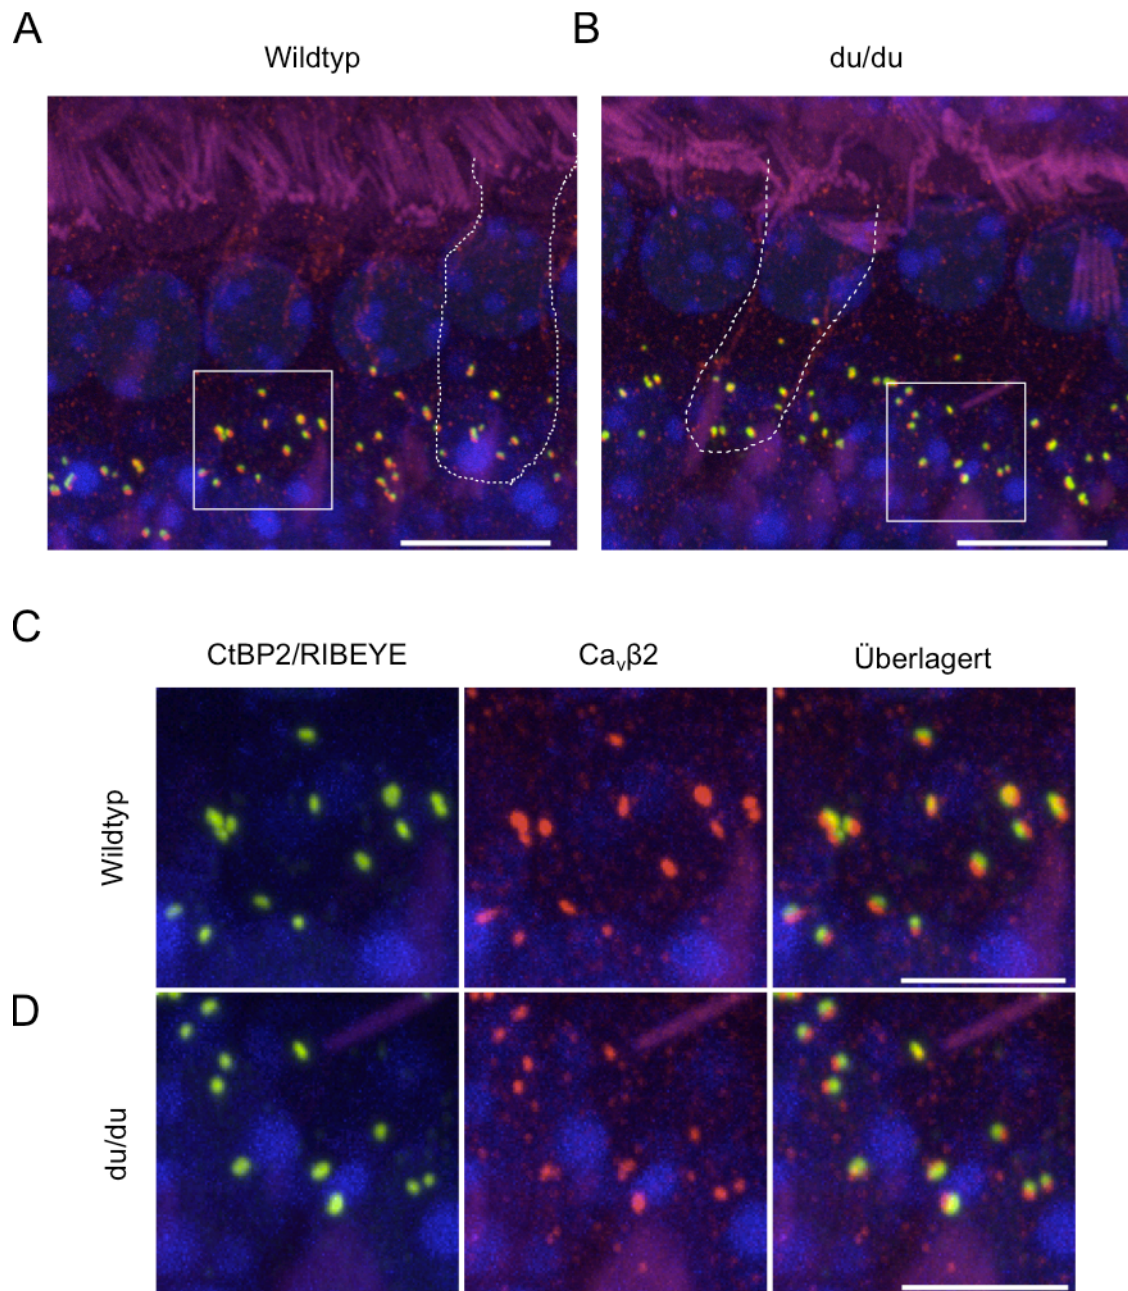 A
B
Wildtyp
du/du
C
CtBP2/RIBEYE
Caᵥβ2
Überlagert
Wildtyp
D
du/du